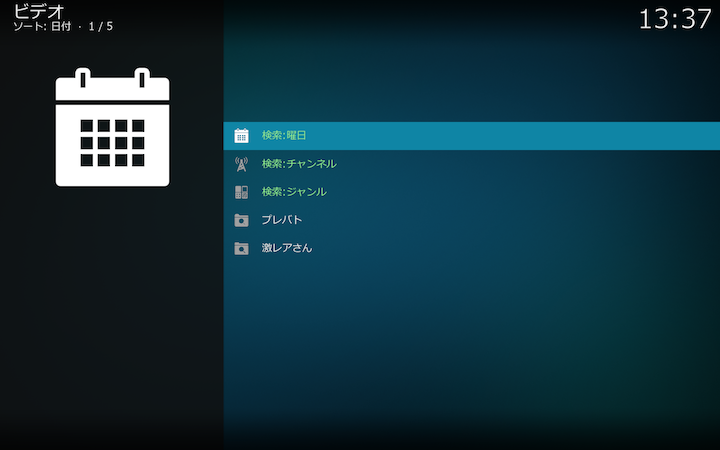 ビデオ
ソート: 日付 · 1 / 5
13:37
検索:曜日
検索:チャンネル
検索:ジャンル
プレバト
激レアさん